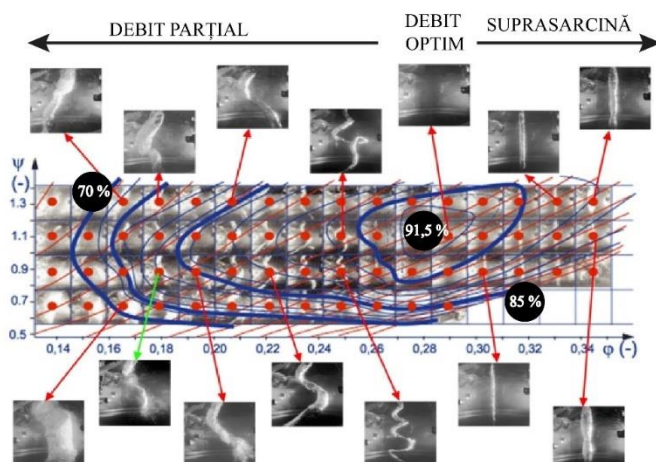 DEBIT PARȚIAL
DEBIT
OPTIM
SUPRASARCINĂ
ψ
(-)
70 %
1.3
1.1
91,5 %
0.9
0.7
85 %
0.5
0,14 0,16 0,18 0,20 0,22 0,24 0,26 0,28 0,30 0,32 0,34 φ (-)